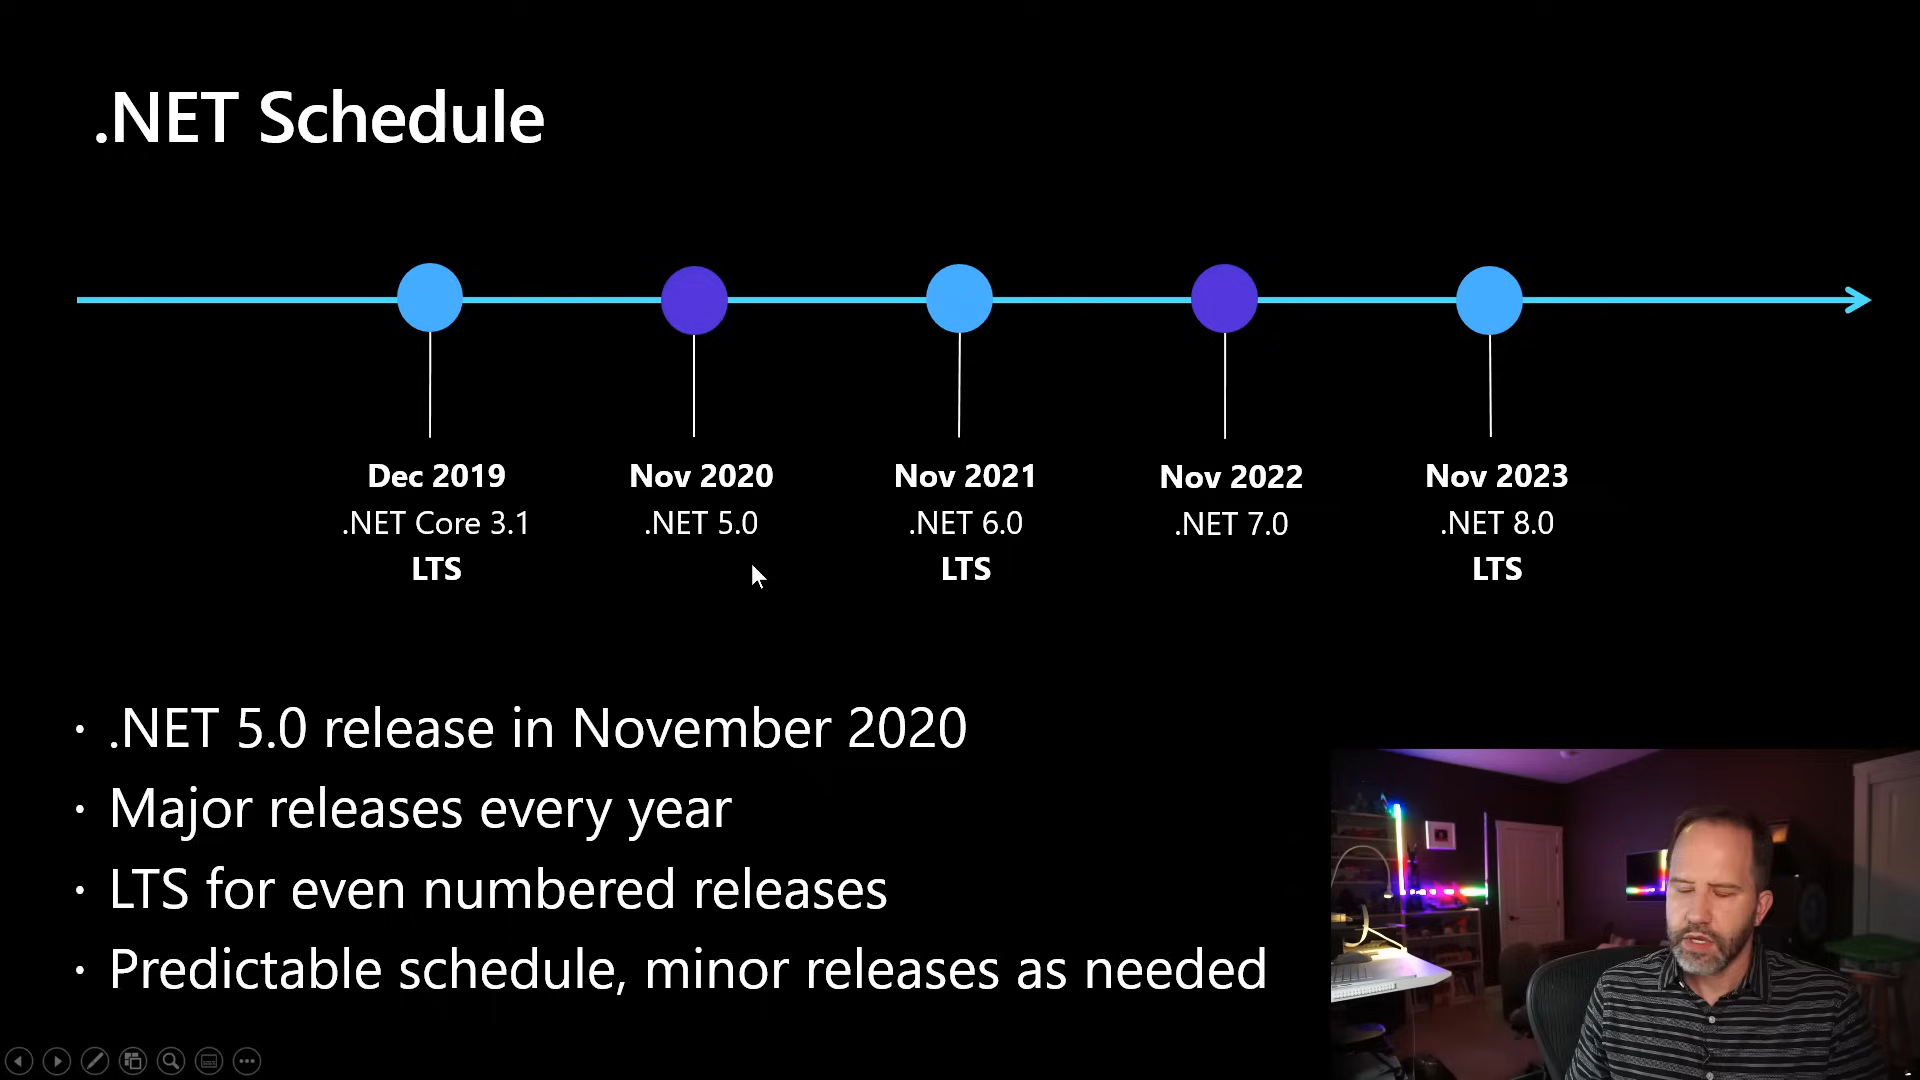 .NET Schedule
Dec 2019
.NET Core 3.1
LTS
Nov 2020
.NET 5.0
Nov 2021
.NET 6.0
LTS
Nov 2022
.NET 7.0
Nov 2023
.NET 8.0
LTS
· .NET 5.0 release in November 2020
· Major releases every year
· LTS for even numbered releases
· Predictable schedule, minor releases as needed